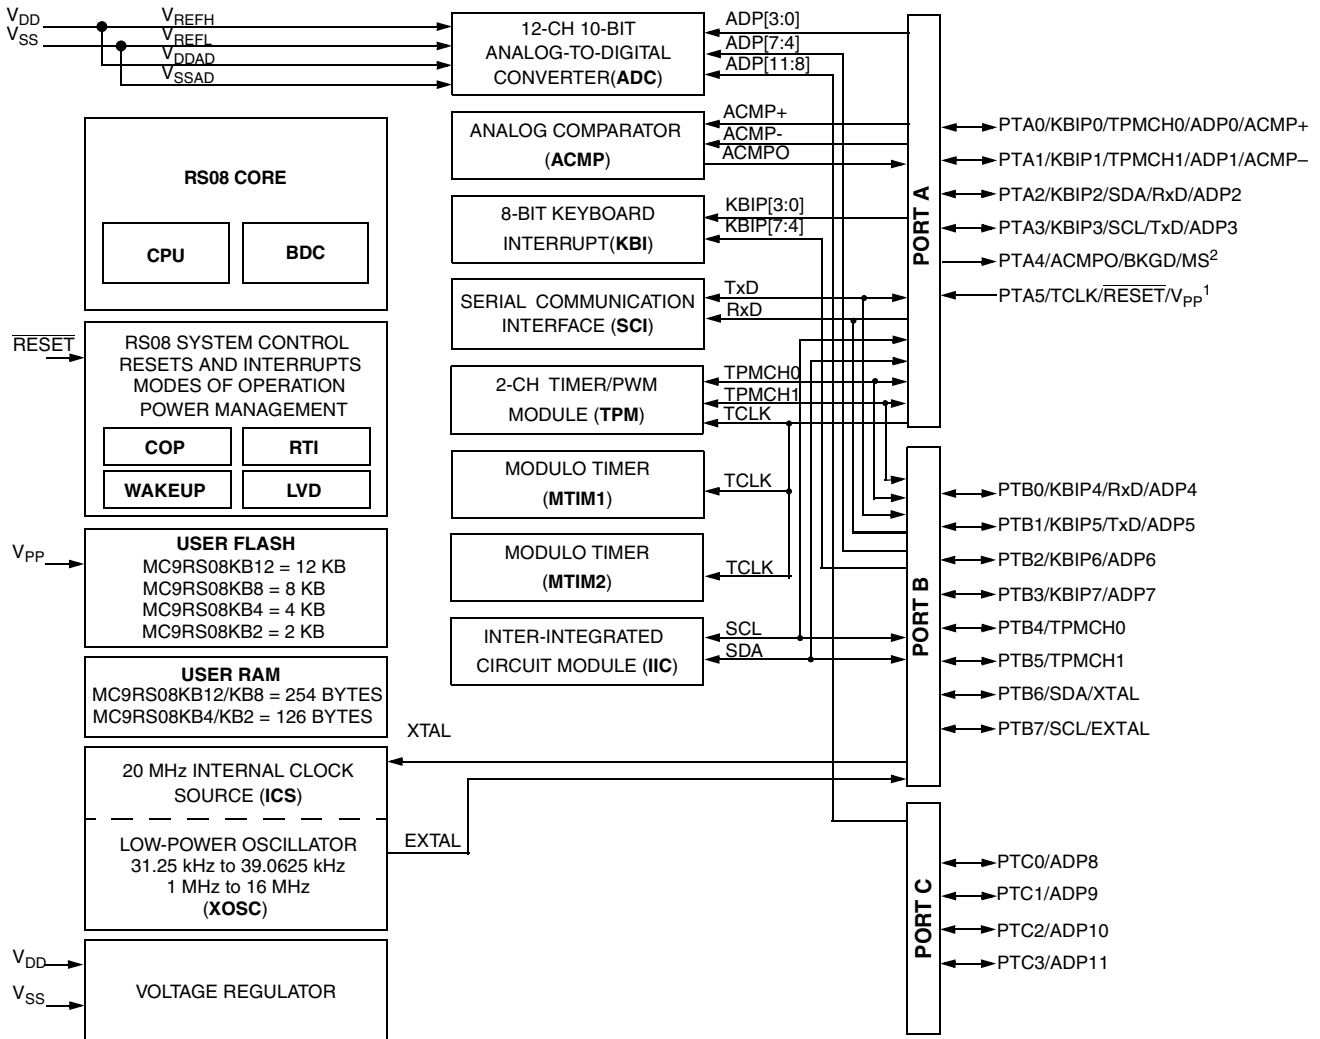 VDD
VSS
VREFH
VREFL
VDDAD
VSSAD
12-CH 10-BIT
ANALOG-TO-DIGITAL
CONVERTER(ADC)
ADP[3:0]
ADP[7:4]
ADP[11:8]
ANALOG COMPARATOR
(ACMP)
ACMP+
ACMP-
ACMPO
RS08 CORE
CPU
BDC
8-BIT KEYBOARD
INTERRUPT(KBI)
KBIP[3:0]
KBIP[7:4]
SERIAL COMMUNICATION
INTERFACE (SCI)
TxD
RxD
RESET
RS08 SYSTEM CONTROL
RESETS AND INTERRUPTS
MODES OF OPERATION
POWER MANAGEMENT
COP
RTI
WAKEUP
LVD
2-CH TIMER/PWM
MODULE (TPM)
TPMCH0
TPMCH1
TCLK
MODULO TIMER
(MTIM1)
TCLK
MODULO TIMER
(MTIM2)
TCLK
VPP
USER FLASH
MC9RS08KB12 = 12 KB
MC9RS08KB8 = 8 KB
MC9RS08KB4 = 4 KB
MC9RS08KB2 = 2 KB
INTER-INTEGRATED
CIRCUIT MODULE (IIC)
SCL
SDA
USER RAM
MC9RS08KB12/KB8 = 254 BYTES
MC9RS08KB4/KB2 = 126 BYTES
XTAL
20 MHz INTERNAL CLOCK
SOURCE (ICS)
LOW-POWER OSCILLATOR
31.25 kHz to 39.0625 kHz
1 MHz to 16 MHz
(XOSC)
EXTAL
VDD
VSS
VOLTAGE REGULATOR
PORT A
PTA0/KBIP0/TPMCH0/ADP0/ACMP+
PTA1/KBIP1/TPMCH1/ADP1/ACMP–
PTA2/KBIP2/SDA/RxD/ADP2
PTA3/KBIP3/SCL/TxD/ADP3
PTA4/ACMPO/BKGD/MS2
PTA5/TCLK/RESET/VPP1
PORT B
PTB0/KBIP4/RxD/ADP4
PTB1/KBIP5/TxD/ADP5
PTB2/KBIP6/ADP6
PTB3/KBIP7/ADP7
PTB4/TPMCH0
PTB5/TPMCH1
PTB6/SDA/XTAL
PTB7/SCL/EXTAL
PORT C
PTC0/ADP8
PTC1/ADP9
PTC2/ADP10
PTC3/ADP11